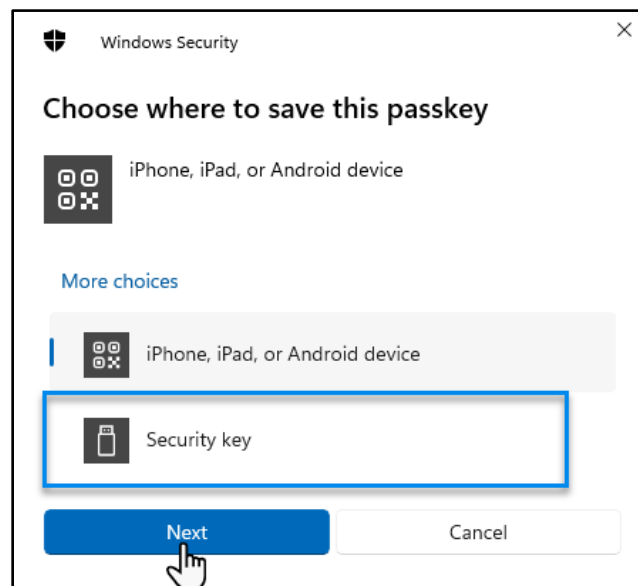 Windows Security
Choose where to save this passkey
iPhone, iPad, or Android device
More choices
iPhone, iPad, or Android device
Security key
Next Cancel